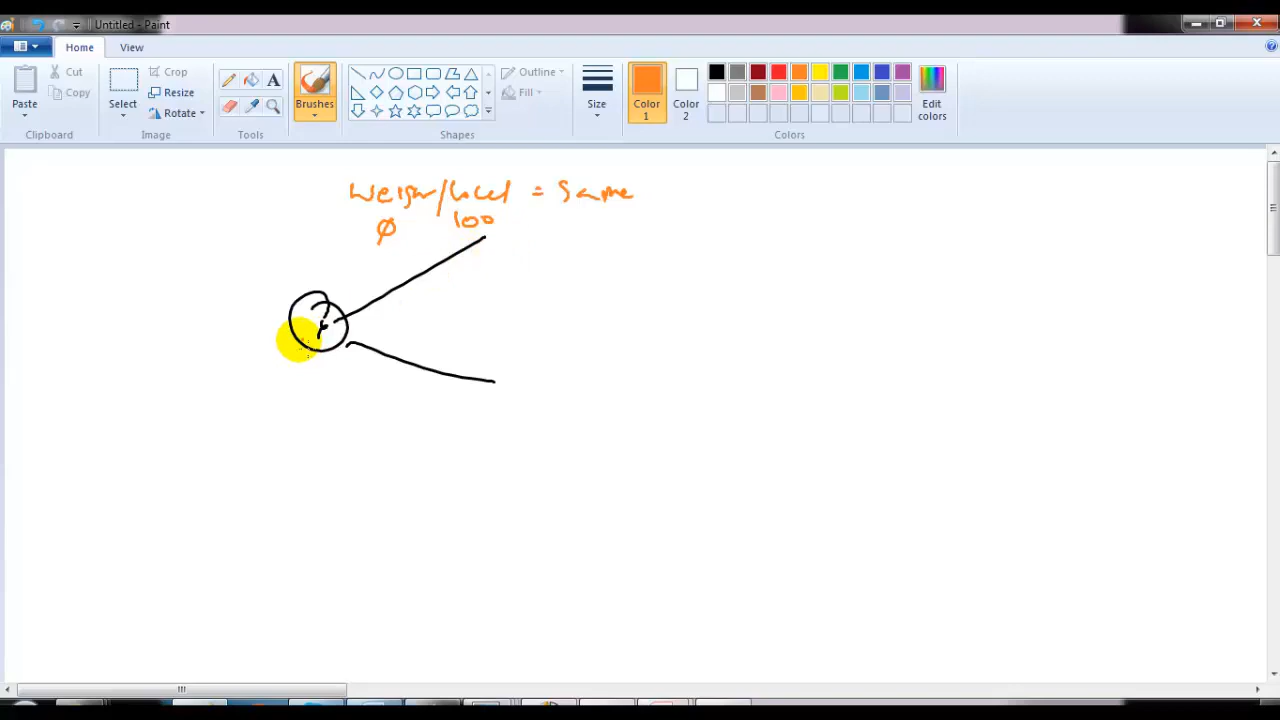 Untitled - Paint
Home View
Paste
Cut
Copy
Clipboard
Select
Crop
Resize
Rotate
Image
A
Tools
Brushes
Outline
Fill
Shapes
Size
Color 1
Color 2
Edit colors
Colors
Weight/Local = Same
Ø 100